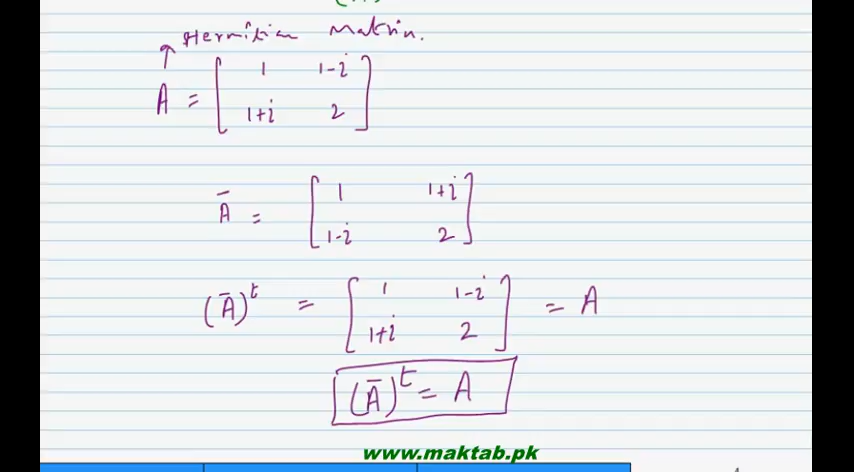 Hermitian Matrix.
A = [ 1 1-i
1+i 2 ]
Ā = [ 1 1+i
1-i 2 ]
(Ā)ᵗ = [ 1 1-i
1+i 2 ] = A
(Ā)ᵗ = A
www.maktab.pk